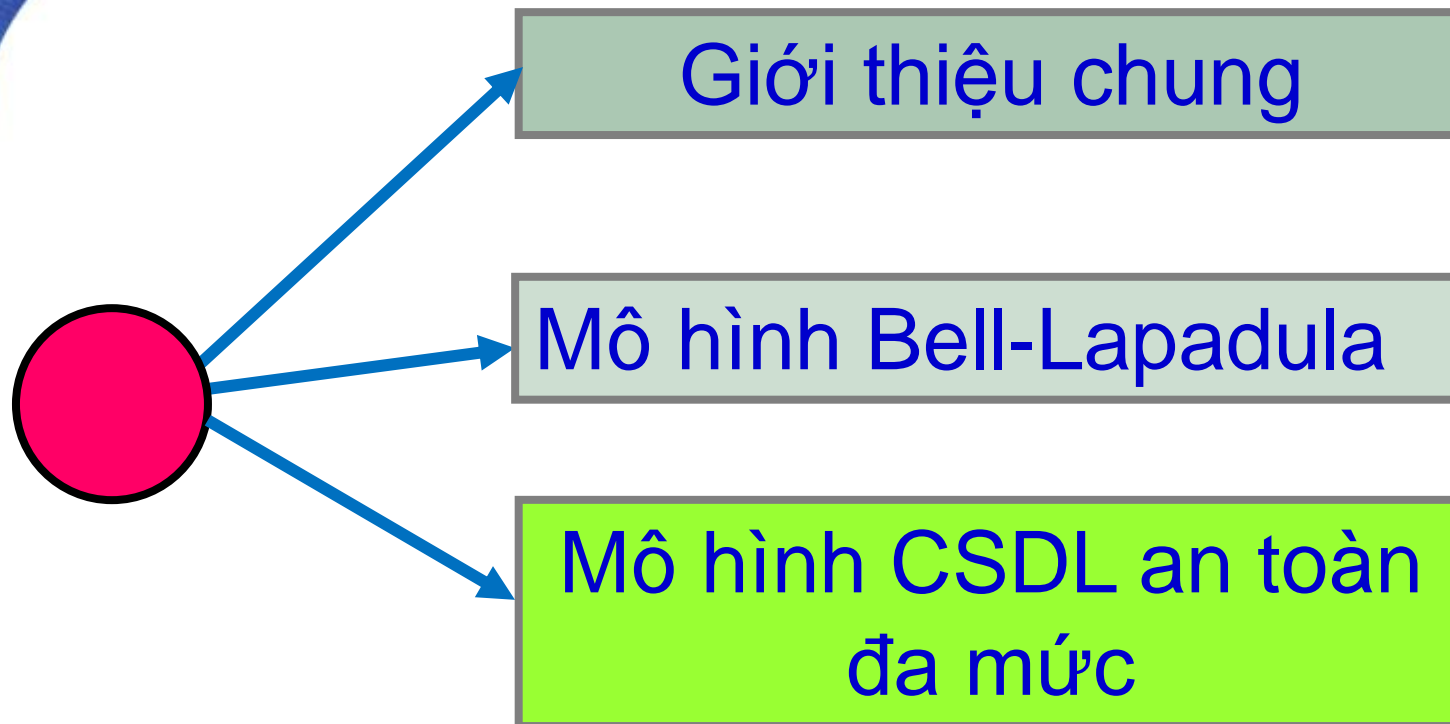 Giới thiệu chung
Mô hình Bell-Lapadula
Mô hình CSDL an toàn
đa mức